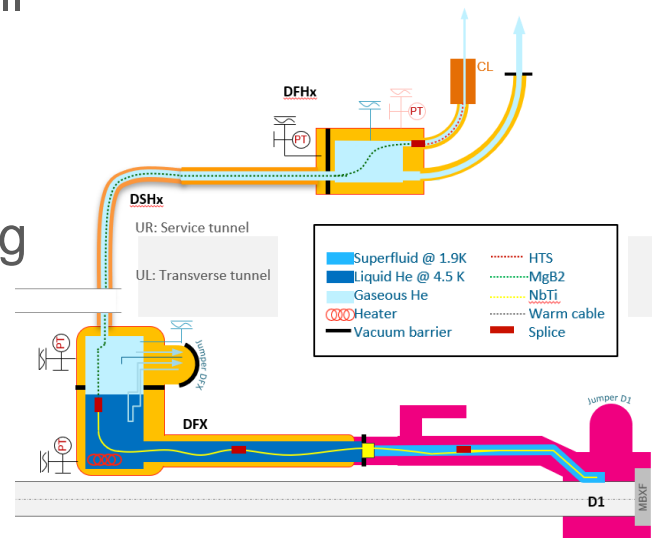 g
CL
DFHx
PT
PT
DSHx
UR: Service tunnel
UL: Transverse tunnel
Superfluid @ 1.9K
Liquid He @ 4.5 K
Gaseous He
Heater
Vacuum barrier
HTS
MgB2
NbTi
Warm cable
Splice
PT
Jumper DFX
Jumper D1
DFX
PT
D1
MBXF